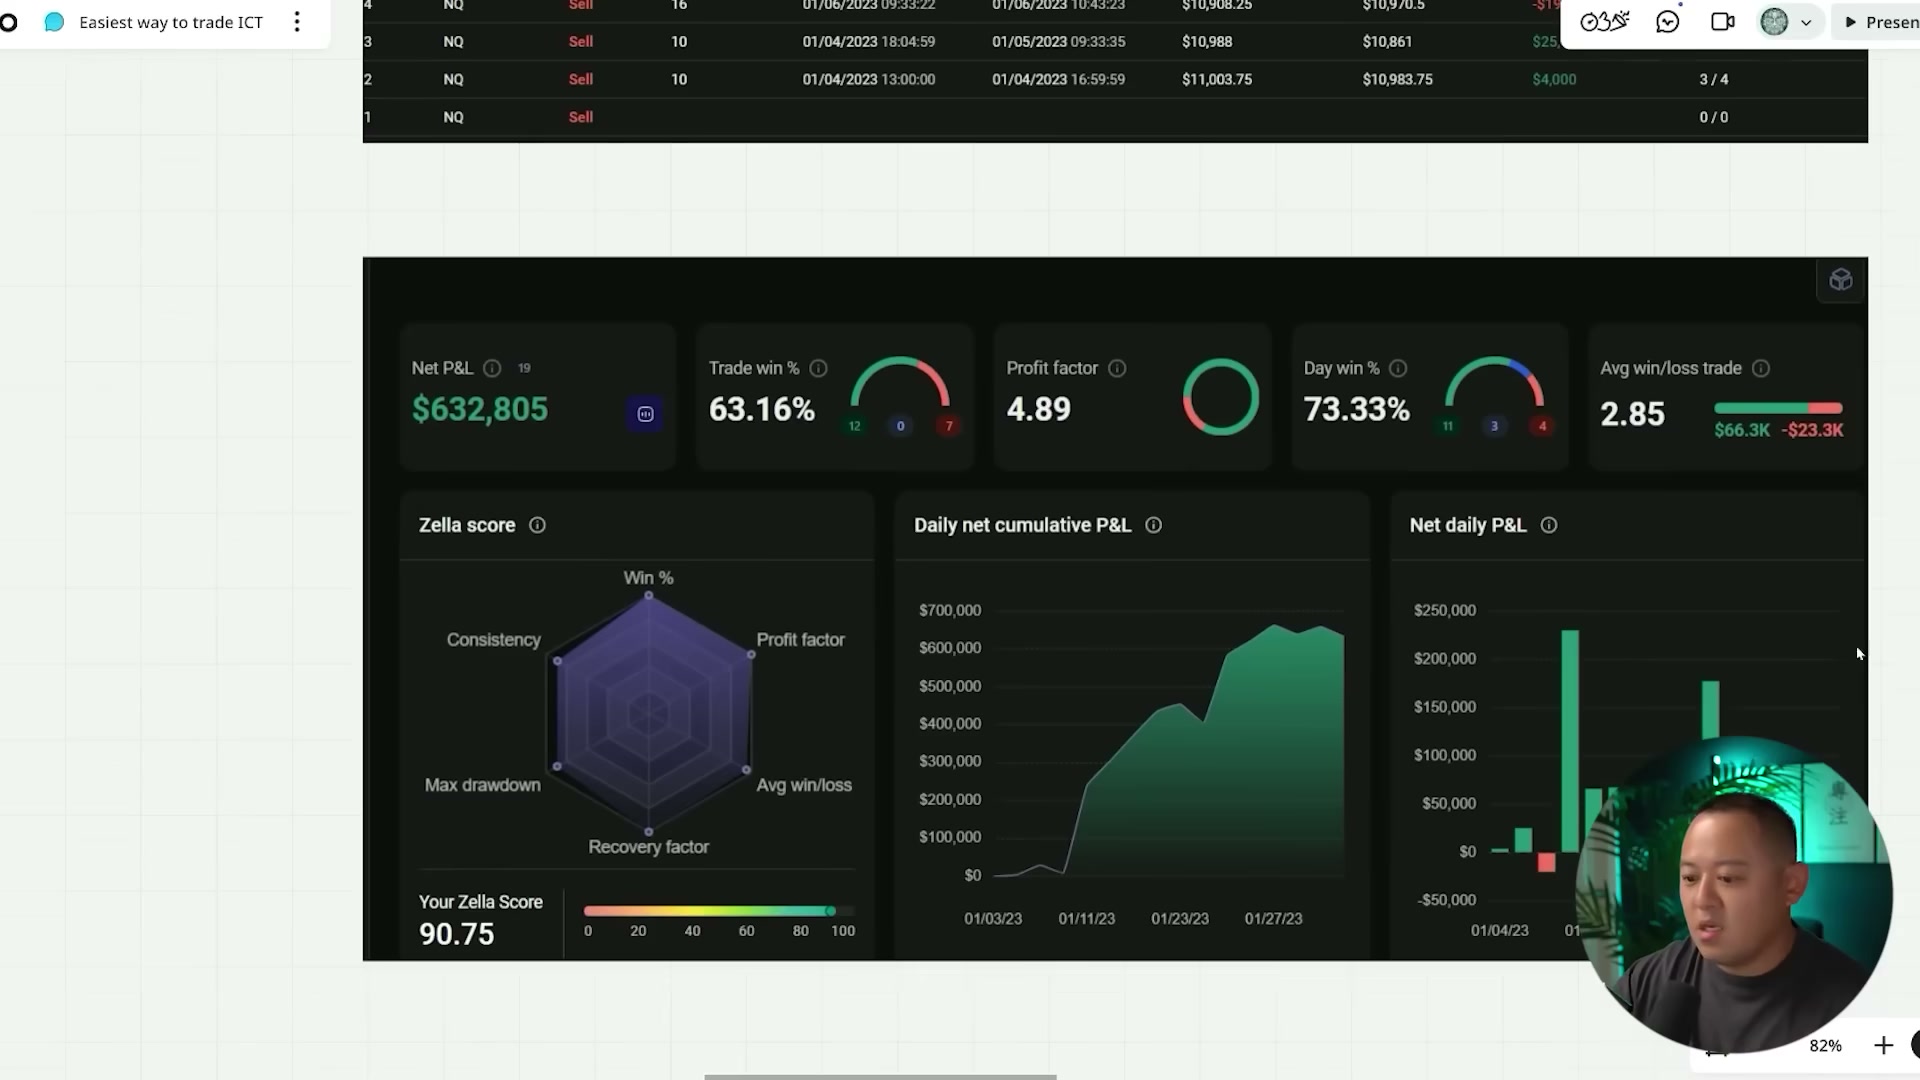 Easiest way to trade ICT
Presen
4 NQ Sell 16 01/06/2023 09:33:22 01/06/2023 10:43:23 $10,908.25 $10,970.5 -$19
3 NQ Sell 10 01/04/2023 18:04:59 01/05/2023 09:33:35 $10,988 $10,861 $25,
2 NQ Sell 10 01/04/2023 13:00:00 01/04/2023 16:59:59 $11,003.75 $10,983.75 $4,000 3 / 4
1 NQ Sell 0 / 0
Net P&L 19
$632,805
Trade win %
63.16%
12 0 7
Profit factor
4.89
Day win %
73.33%
11 3 4
Avg win/loss trade
2.85
$66.3K -$23.3K
Zella score
Win %
Consistency
Profit factor
Max drawdown
Avg win/loss
Recovery factor
Your Zella Score
90.75
0 20 40 60 80 100
Daily net cumulative P&L
$700,000
$600,000
$500,000
$400,000
$300,000
$200,000
$100,000
$0
01/03/23 01/11/23 01/23/23 01/27/23
Net daily P&L
$250,000
$200,000
$150,000
$100,000
$50,000
$0
-$50,000
01/04/23 01
専
注
82%